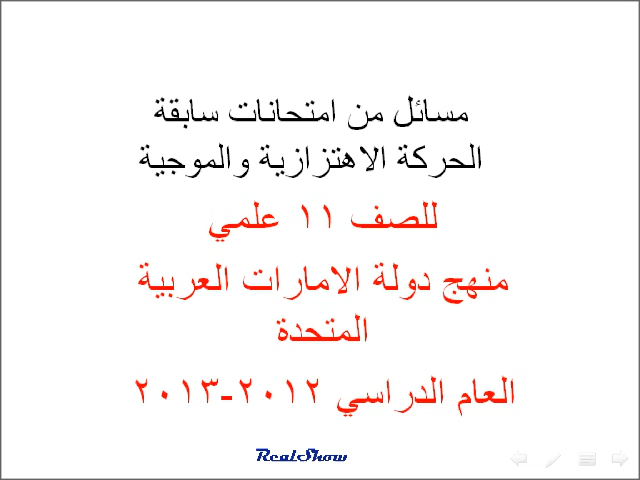 مسائل من امتحانات سابقة
الحركة الاهتزازية والموجية
للصف ١١ علمي
منهج دولة الامارات العربية
المتحدة
العام الدراسي ٢٠١٢-٢٠١٣
RealShow